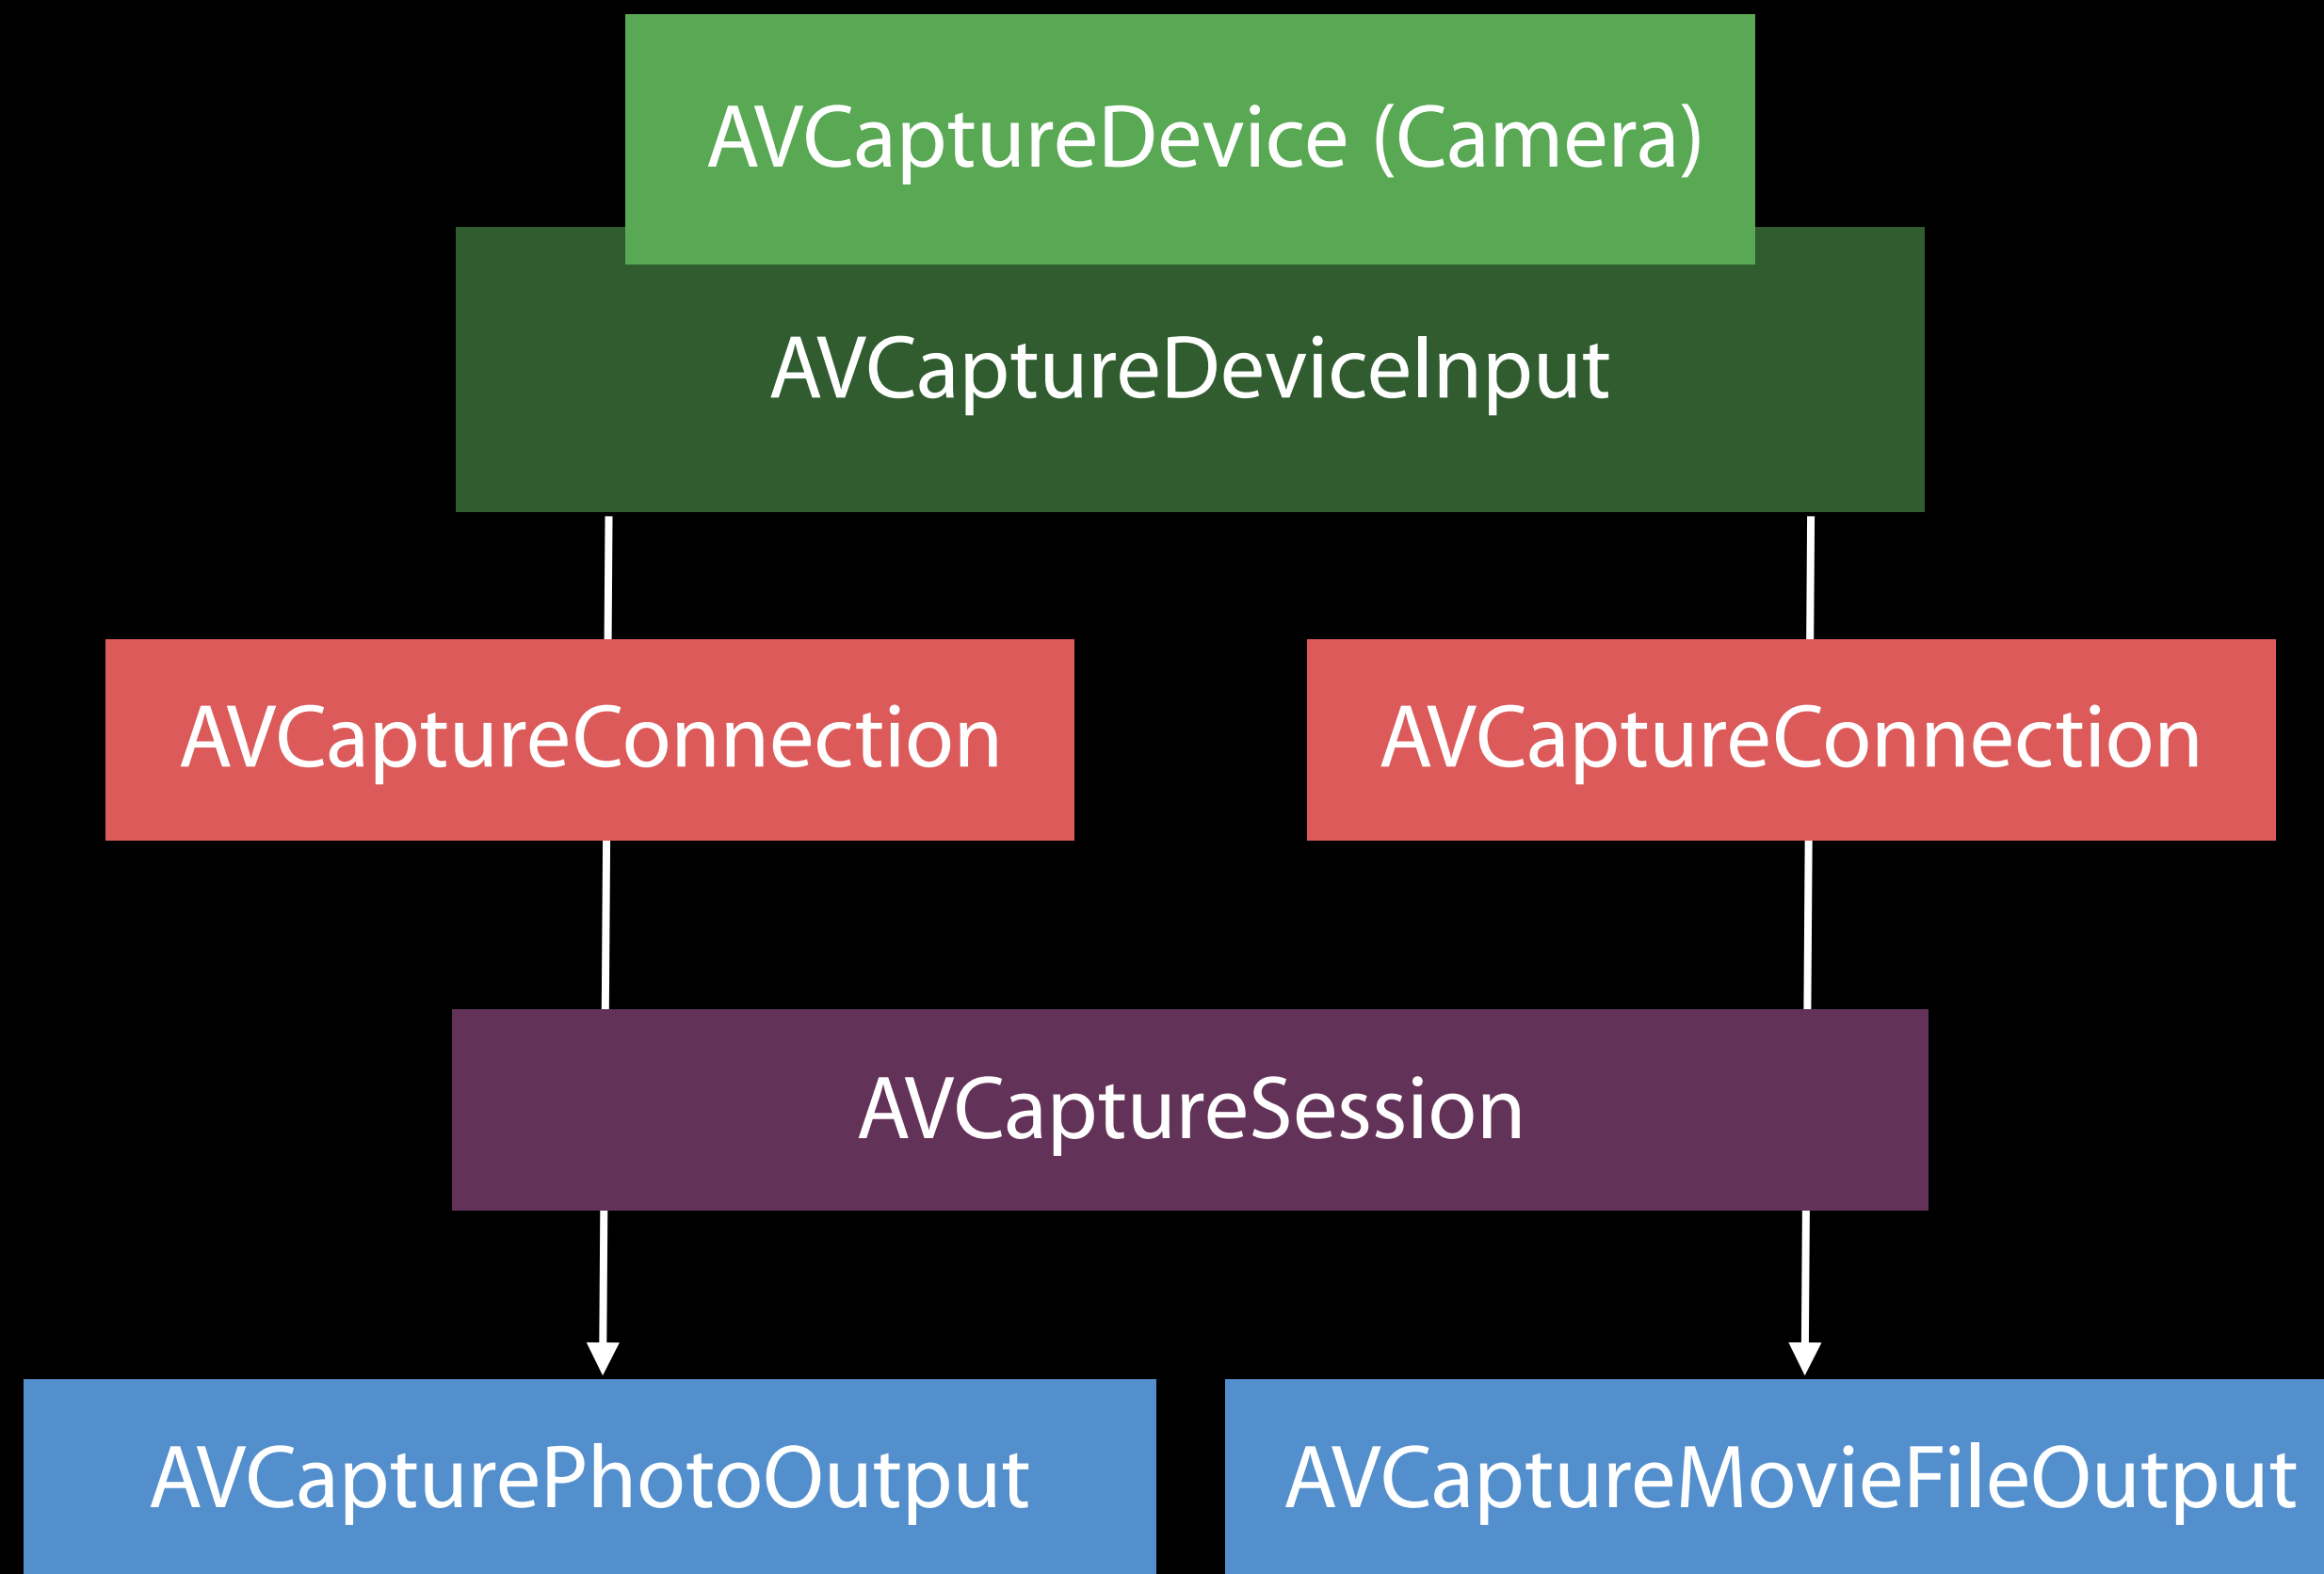 AVCaptureDevice (Camera)
AVCaptureDeviceInput
AVCaptureConnection
AVCaptureConnection
AVCaptureSession
AVCapturePhotoOutput
AVCaptureMovieFileOutput